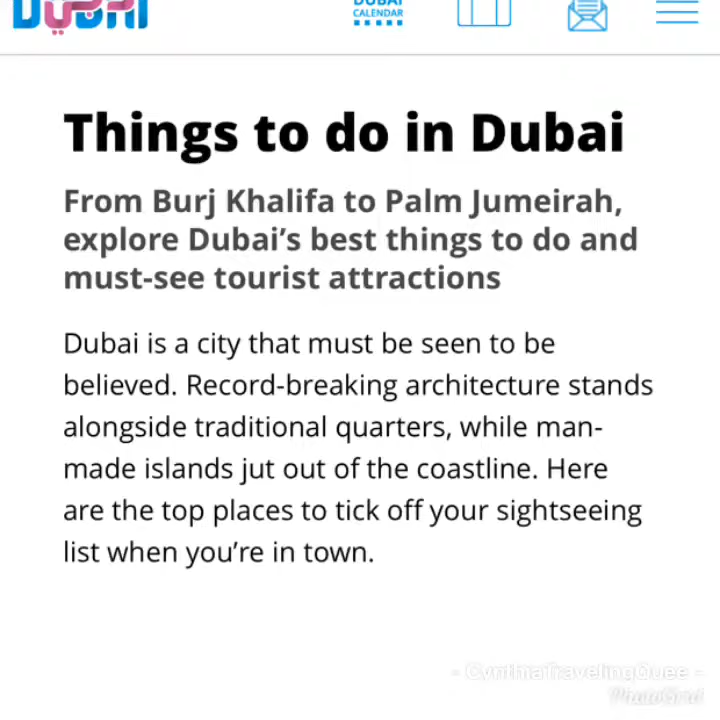 DUBAI
DUBAI
CALENDAR
Things to do in Dubai
From Burj Khalifa to Palm Jumeirah,
explore Dubai’s best things to do and
must-see tourist attractions
Dubai is a city that must be seen to be
believed. Record-breaking architecture stands
alongside traditional quarters, while man-
made islands jut out of the coastline. Here
are the top places to tick off your sightseeing
list when you’re in town.
- CynthiaTravelingQuee -
PhotoGrid